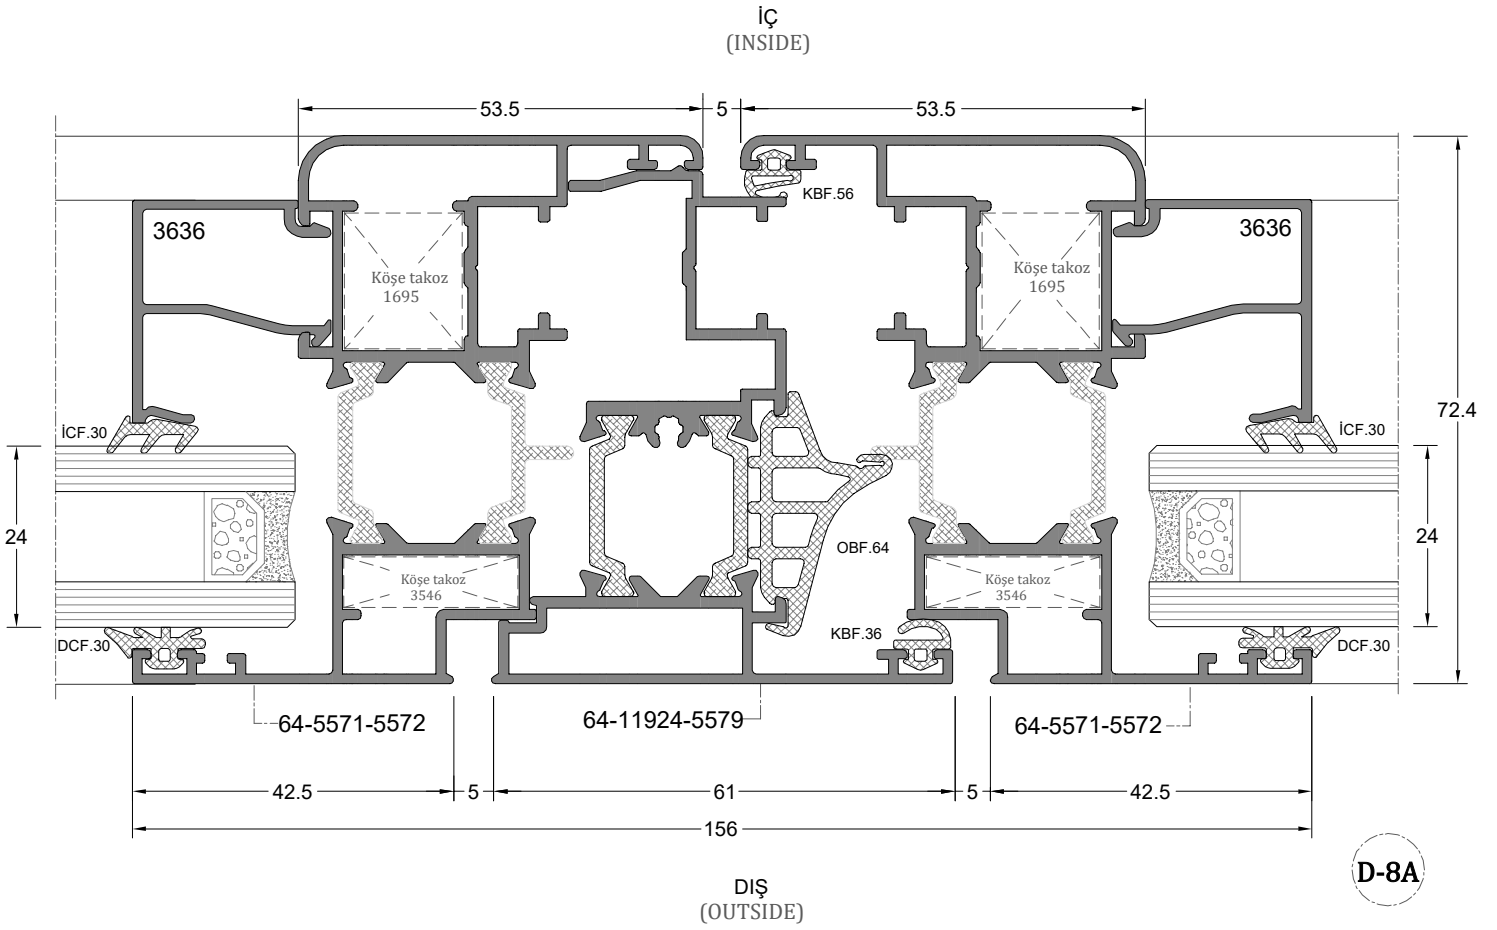 İÇ
(INSIDE)
53.5
5
53.5
KBF.56
3636
3636
Köşe takoz
1695
Köşe takoz
1695
72.4
İCF.30
İCF.30
24
24
OBF.64
Köşe takoz
3546
Köşe takoz
3546
DCF.30
KBF.36
DCF.30
64-5571-5572
64-11924-5579
64-5571-5572
42.5
5
61
5
42.5
156
D-8A
DIŞ
(OUTSIDE)